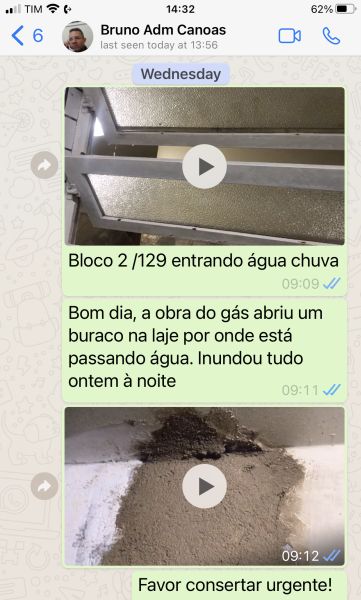 TIM 14:32 62%
6 Bruno Adm Canoas
last seen today at 13:56
Wednesday
Bloco 2 /129 entrando água chuva
09:09
Bom dia, a obra do gás abriu um
buraco na laje por onde está
passando água. Inundou tudo
ontem à noite
09:11
09:12
Favor consertar urgente!